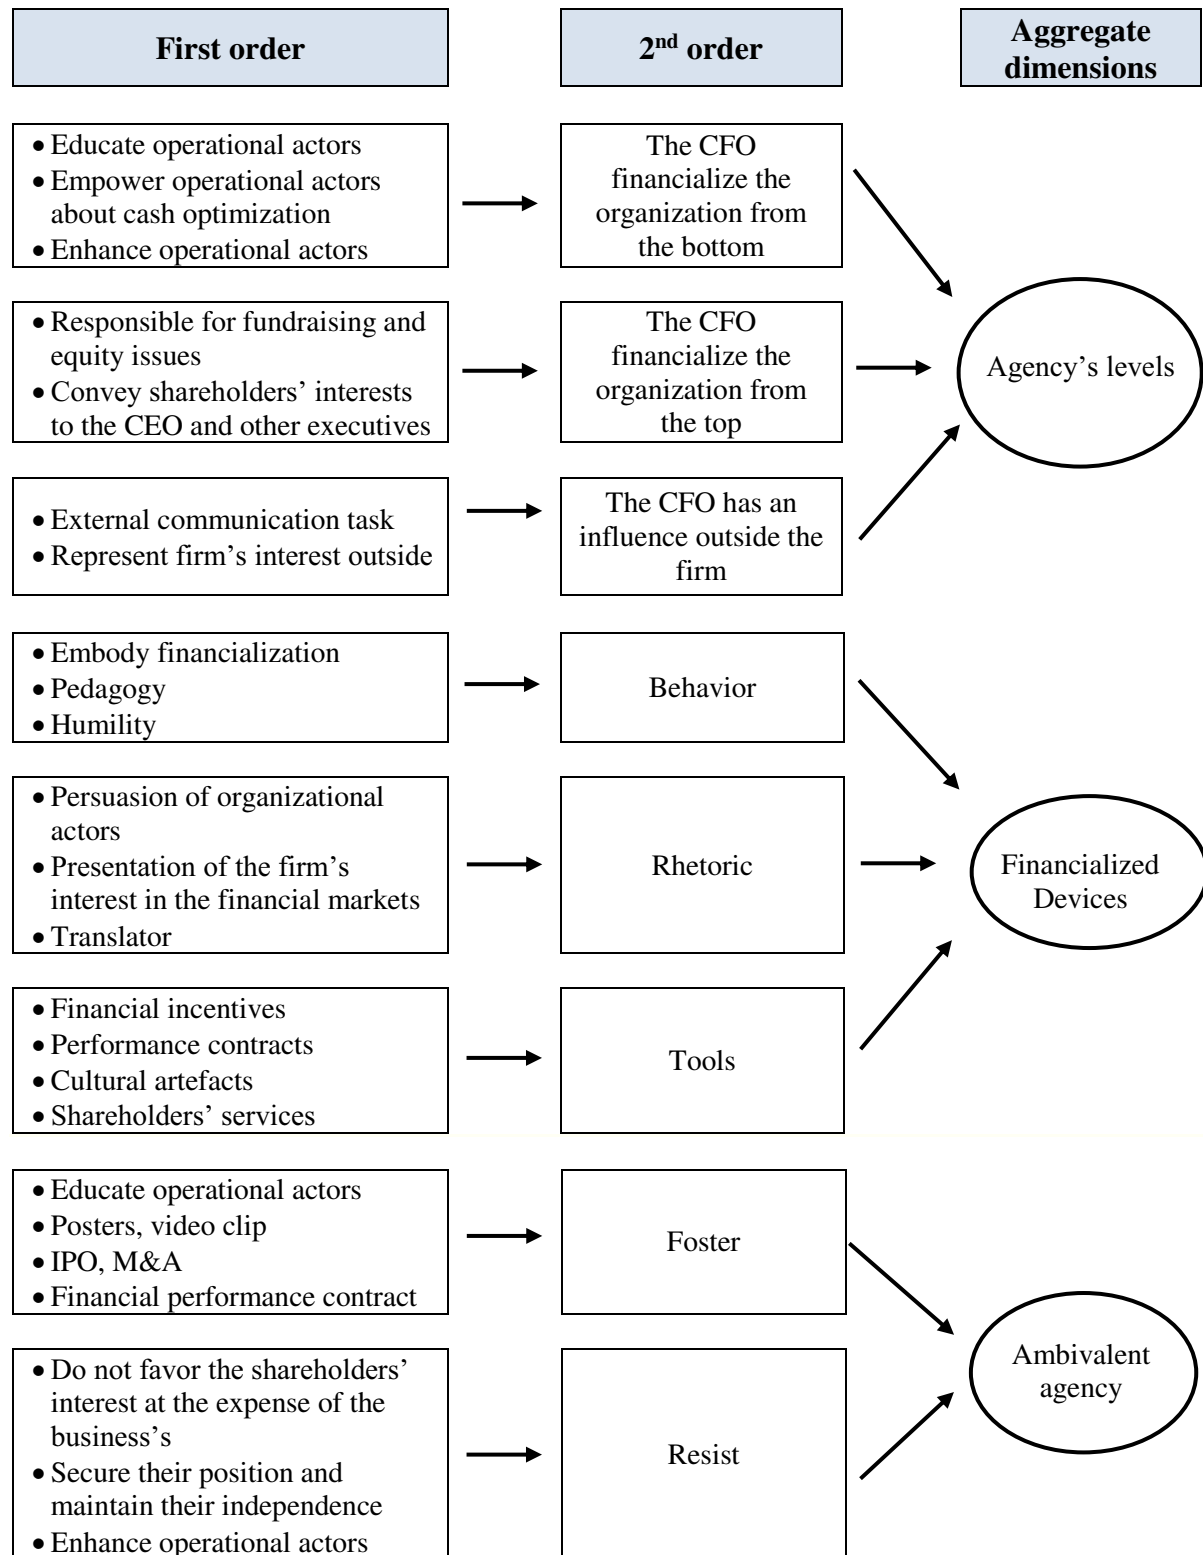 First order
2nd order
Aggregate
dimensions
• Educate operational actors
• Empower operational actors
about cash optimization
• Enhance operational actors
The CFO
financialize the
organization from
the bottom
• Responsible for fundraising and
equity issues
• Convey shareholders’ interests
to the CEO and other executives
The CFO
financialize the
organization from
the top
Agency’s levels
• External communication task
• Represent firm’s interest outside
The CFO has an
influence outside the
firm
• Embody financialization
• Pedagogy
• Humility
Behavior
• Persuasion of organizational
actors
• Presentation of the firm’s
interest in the financial markets
• Translator
Rhetoric
Financialized
Devices
• Financial incentives
• Performance contracts
• Cultural artefacts
• Shareholders’ services
Tools
• Educate operational actors
• Posters, video clip
• IPO, M&A
• Financial performance contract
Foster
• Do not favor the shareholders’
interest at the expense of the
business’s
• Secure their position and
maintain their independence
• Enhance operational actors
Resist
Ambivalent
agency